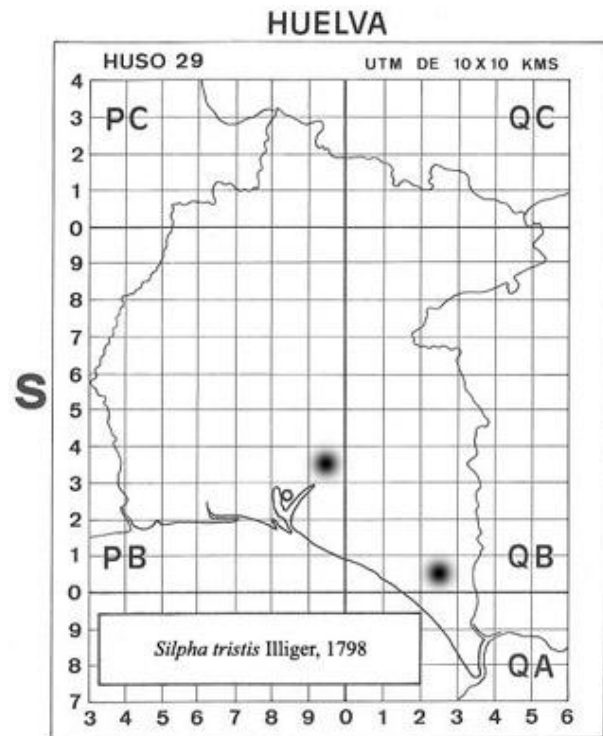 HUELVA
HUSO 29 UTM DE 10 X 10 KMS
4
PC QC
3
2
1
0
9
8
7
6
S
5
4
3
2
1
PB QB
0
9
Silpha tristis Illiger, 1798
8
QA
7
3 4 5 6 7 8 9 0 1 2 3 4 5 6